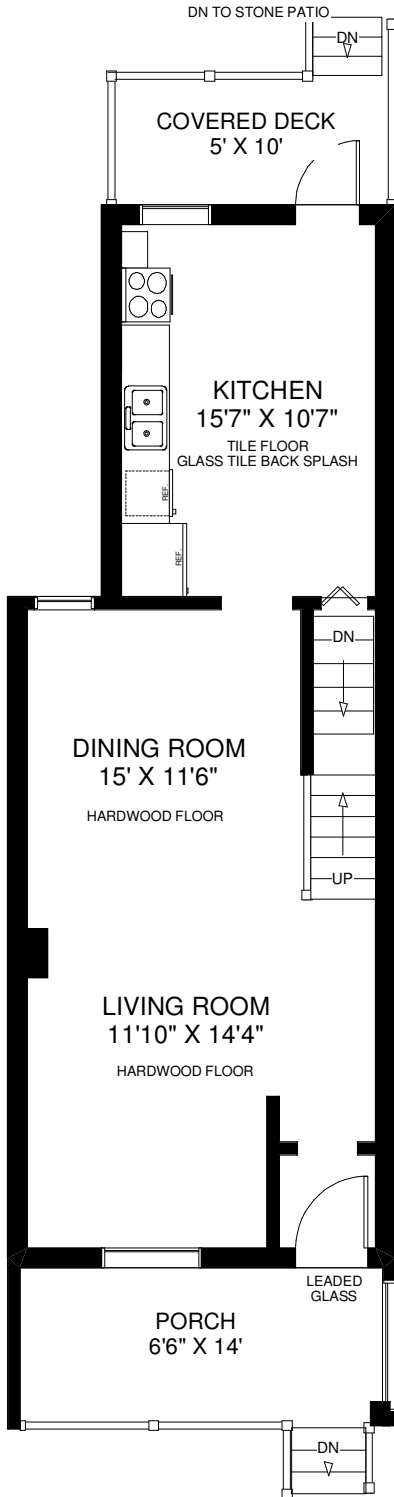 DN TO STONE PATIO
DN
COVERED DECK
5' X 10'
KITCHEN
15'7" X 10'7"
TILE FLOOR
GLASS TILE BACK SPLASH
REF.
REF.
DN
DINING ROOM
15' X 11'6"
HARDWOOD FLOOR
UP
LIVING ROOM
11'10" X 14'4"
HARDWOOD FLOOR
LEADED
GLASS
PORCH
6'6" X 14'
DN